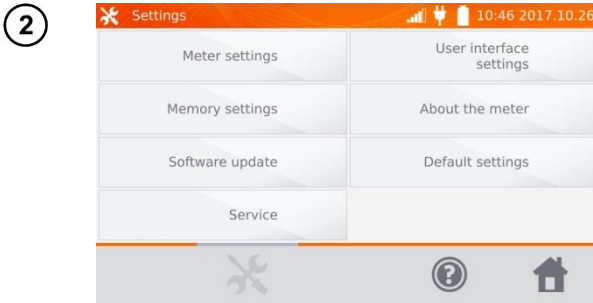 2
Settings
10:46 2017.10.26
Meter settings
User interface
settings
Memory settings
About the meter
Software update
Default settings
Service
?